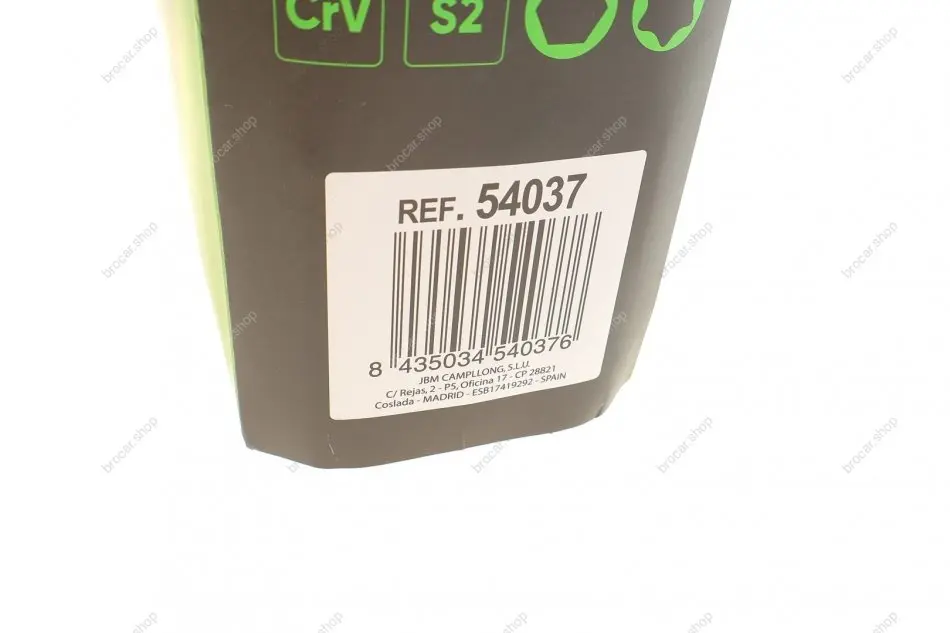 CrV S2
REF. 54037
8 435034 540376
JBM CAMPLLONG, S.L.U.
C/ Rejas, 2 - P5, Oficina 17 - CP 28821
Coslada - MADRID - ESB17419292 - SPAIN
brocar.shop